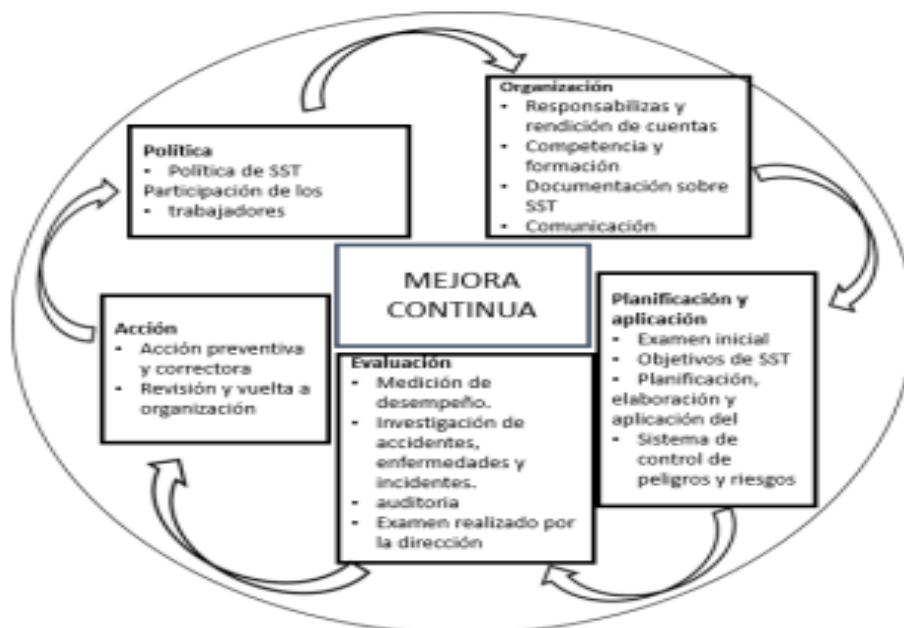 Organización
• Responsabilizas y
rendición de cuentas
• Competencia y
formación
• Documentación sobre
SST
• Comunicación
Política
• Política de SST
Participación de los
• trabajadores
MEJORA
CONTINUA
Planificación y
aplicación
• Examen inicial
• Objetivos de SST
• Planificación,
elaboración y
aplicación del
• Sistema de
control de
peligros y riesgos
Evaluación
• Medición de
desempeño.
• Investigación de
accidentes,
enfermedades y
incidentes.
• auditoria
• Examen realizado por
la dirección
Acción
• Acción preventiva
y correctora
• Revisión y vuelta a
organización